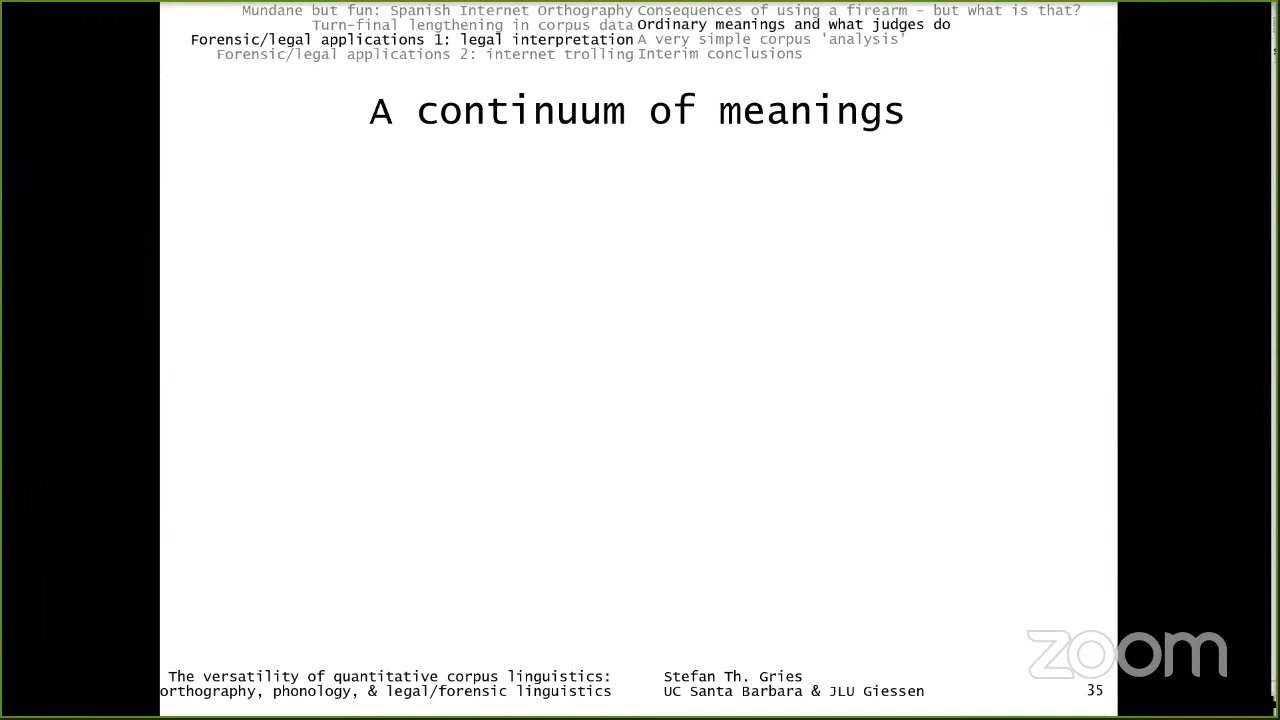 Mundane but fun: Spanish Internet Orthography
Turn-final lengthening in corpus data
Forensic/legal applications 1: legal interpretation
Forensic/legal applications 2: internet trolling
Consequences of using a firearm – but what is that?
Ordinary meanings and what judges do
A very simple corpus 'analysis'
Interim conclusions
A continuum of meanings
The versatility of quantitative corpus linguistics:
orthography, phonology, & legal/forensic linguistics
Stefan Th. Gries
UC Santa Barbara & JLU Giessen
35
zoom